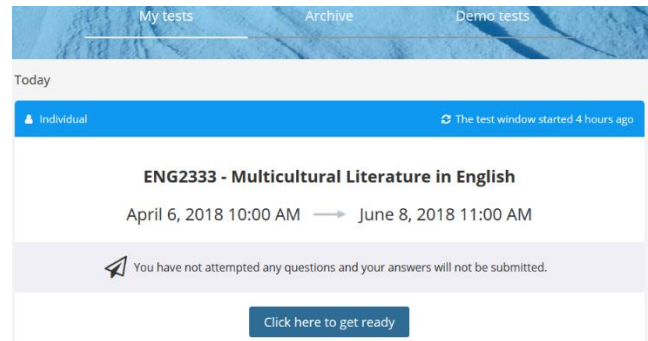 My tests Archive Demo tests
Today
Individual The test window started 4 hours ago
ENG2333 - Multicultural Literature in English
April 6, 2018 10:00 AM → June 8, 2018 11:00 AM
You have not attempted any questions and your answers will not be submitted.
Click here to get ready